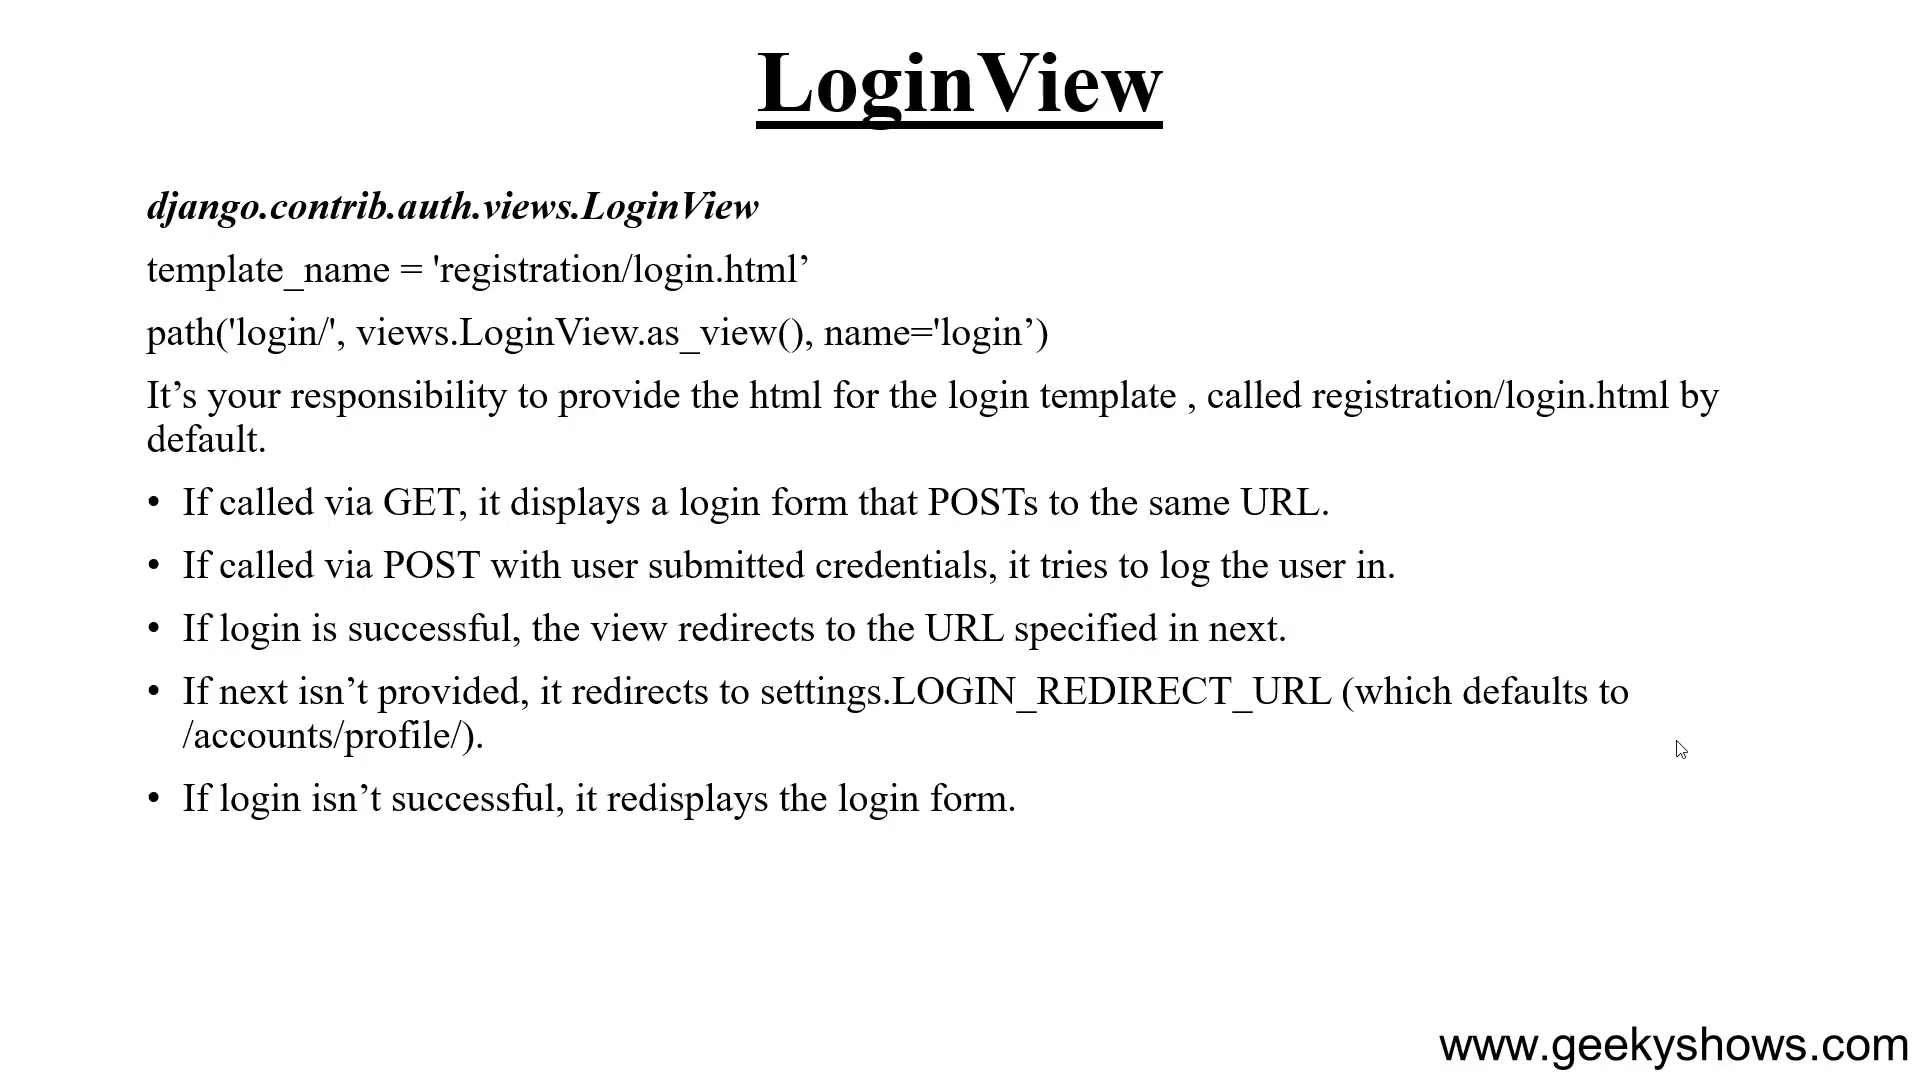 LoginView
django.contrib.auth.views.LoginView
template_name = 'registration/login.html’
path('login/', views.LoginView.as_view(), name='login’)
It’s your responsibility to provide the html for the login template , called registration/login.html by
default.
• If called via GET, it displays a login form that POSTs to the same URL.
• If called via POST with user submitted credentials, it tries to log the user in.
• If login is successful, the view redirects to the URL specified in next.
• If next isn’t provided, it redirects to settings.LOGIN_REDIRECT_URL (which defaults to
/accounts/profile/).
• If login isn’t successful, it redisplays the login form.
www.geekyshows.com